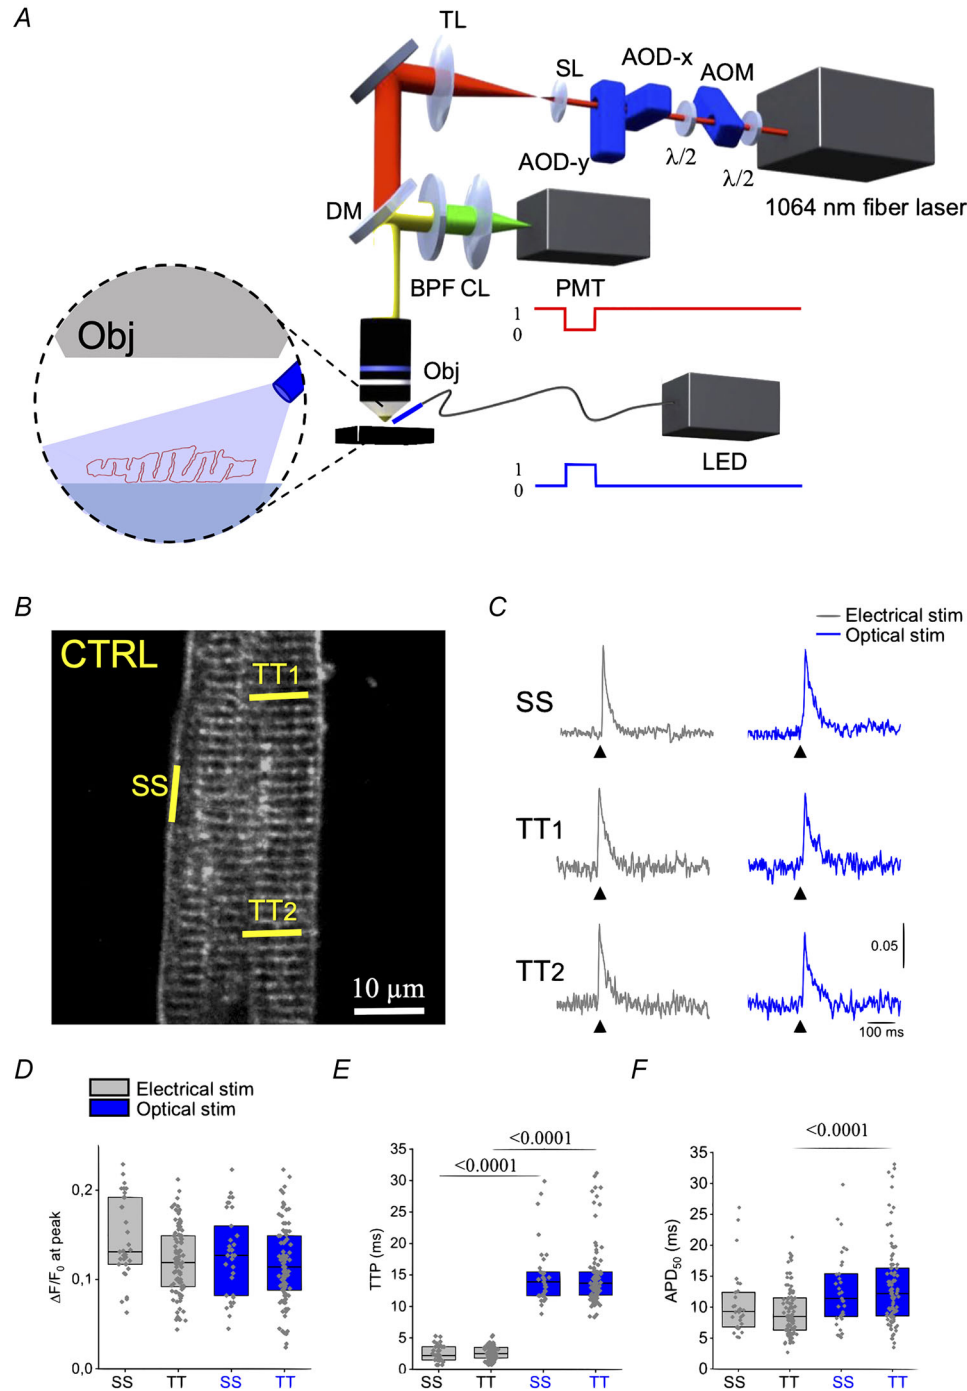 A
TL
SL
AOD-x
AOM
AOD-y
λ/2
λ/2
1064 nm fiber laser
DM
BPF CL
PMT
1
0
Obj
Obj
LED
1
0
B
CTRL
TT1
SS
TT2
10 µm
C
Electrical stim
Optical stim
SS
TT1
TT2
0.05
100 ms
D
Electrical stim
Optical stim
ΔF/F0 at peak
0,2
0,1
0,0
SS TT SS TT
E
<0.0001
<0.0001
TTP (ms)
35
30
25
20
15
10
5
0
SS TT SS TT
F
<0.0001
APD50 (ms)
35
30
25
20
15
10
5
0
SS TT SS TT